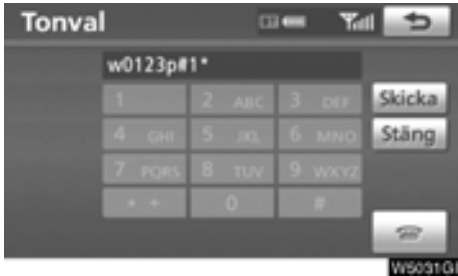 Tonval
w0123p#1*
1 2 ABC 3 DEF Skicka
4 GHI 5 JKL 6 MNO Stäng
7 PQRS 8 TUV 9 WXYZ
* + 0 #
W5031GJ